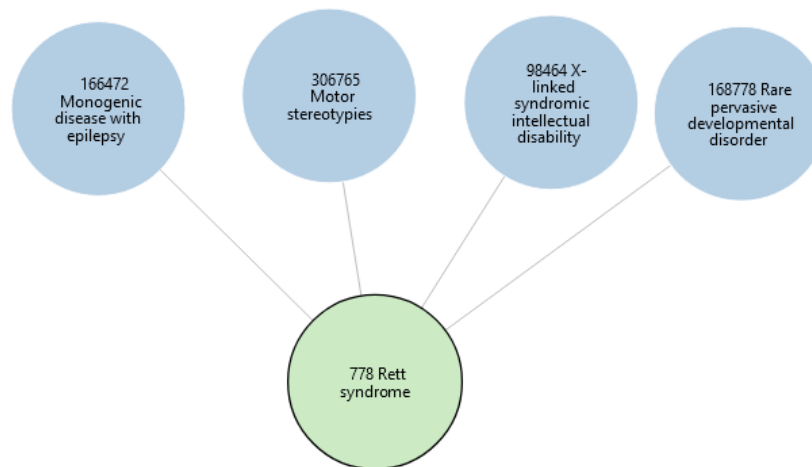 166472
Monogenic
disease with
epilepsy
306765
Motor
stereotypies
98464 X-
linked
syndromic
intellectual
disability
168778 Rare
pervasive
developmental
disorder
778 Rett
syndrome